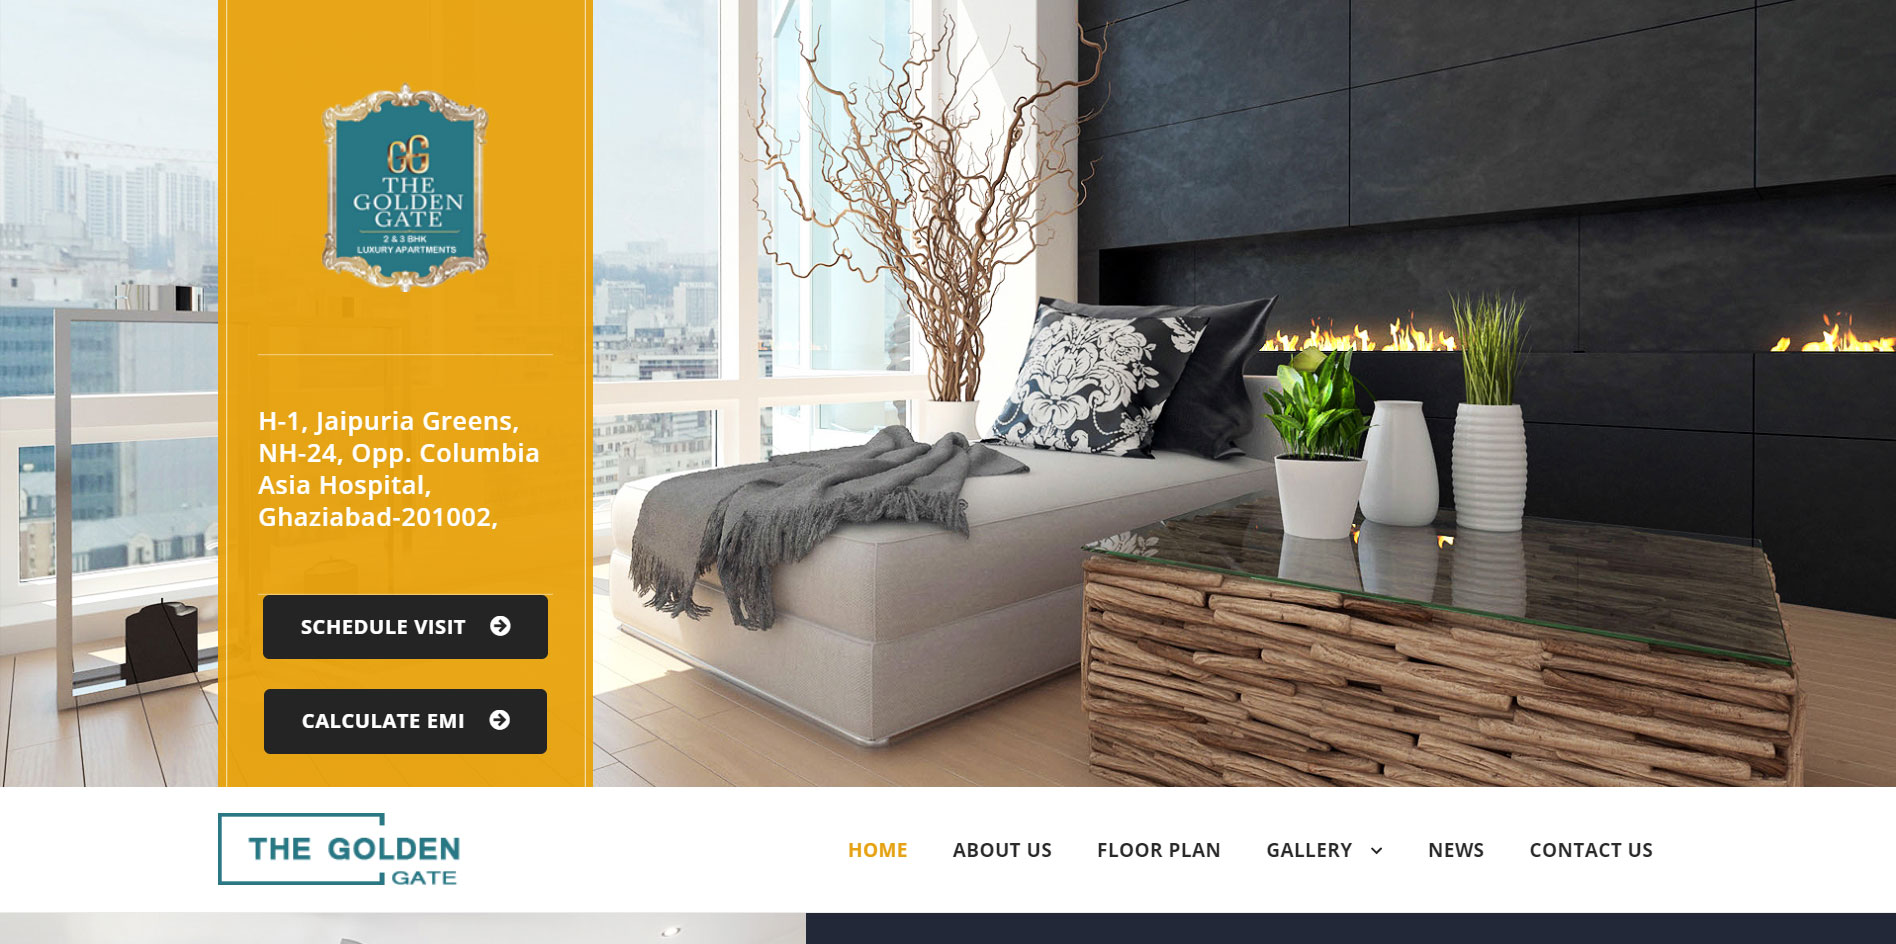 GG
THE
GOLDEN
GATE
2 & 3 BHK
LUXURY APARTMENTS
H-1, Jaipuria Greens,
NH-24, Opp. Columbia
Asia Hospital,
Ghaziabad-201002,
SCHEDULE VISIT
CALCULATE EMI
THE GOLDEN
GATE
HOME ABOUT US FLOOR PLAN GALLERY NEWS CONTACT US